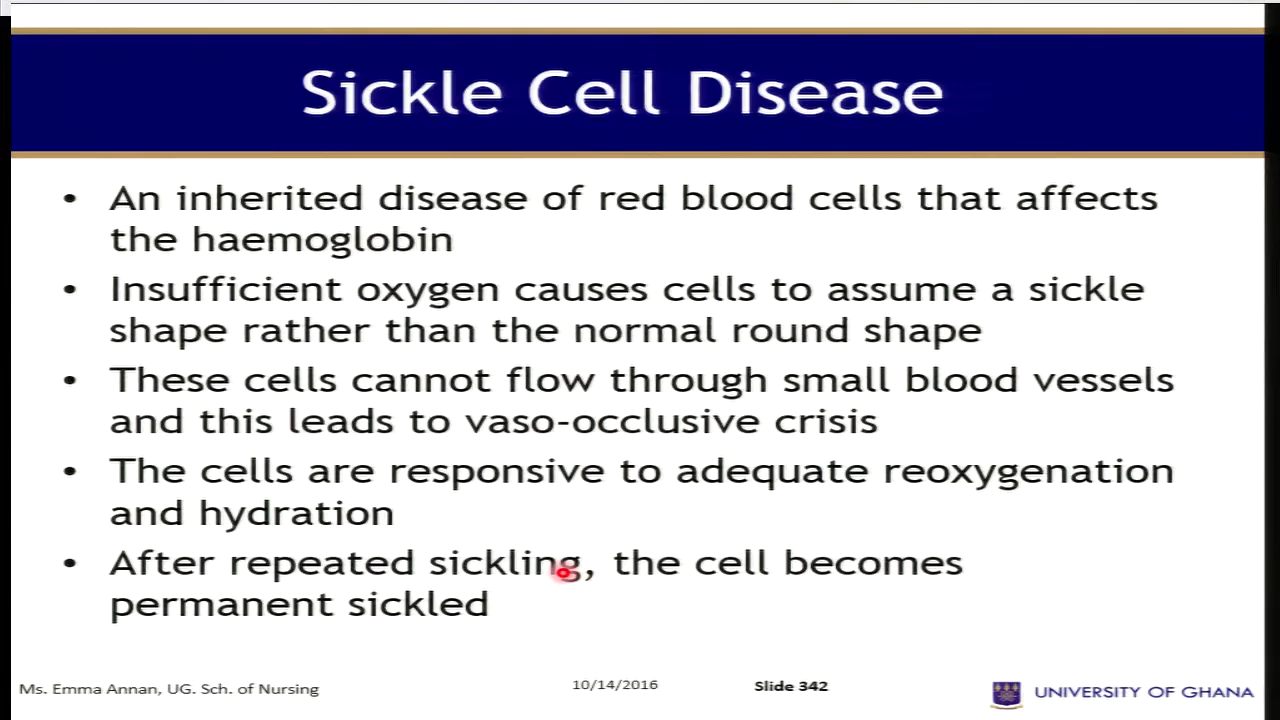 Sickle Cell Disease
• An inherited disease of red blood cells that affects
the haemoglobin
• Insufficient oxygen causes cells to assume a sickle
shape rather than the normal round shape
• These cells cannot flow through small blood vessels
and this leads to vaso-occlusive crisis
• The cells are responsive to adequate reoxygenation
and hydration
• After repeated sickling, the cell becomes
permanent sickled
Ms. Emma Annan, UG. Sch. of Nursing
10/14/2016
Slide 342
UNIVERSITY OF GHANA